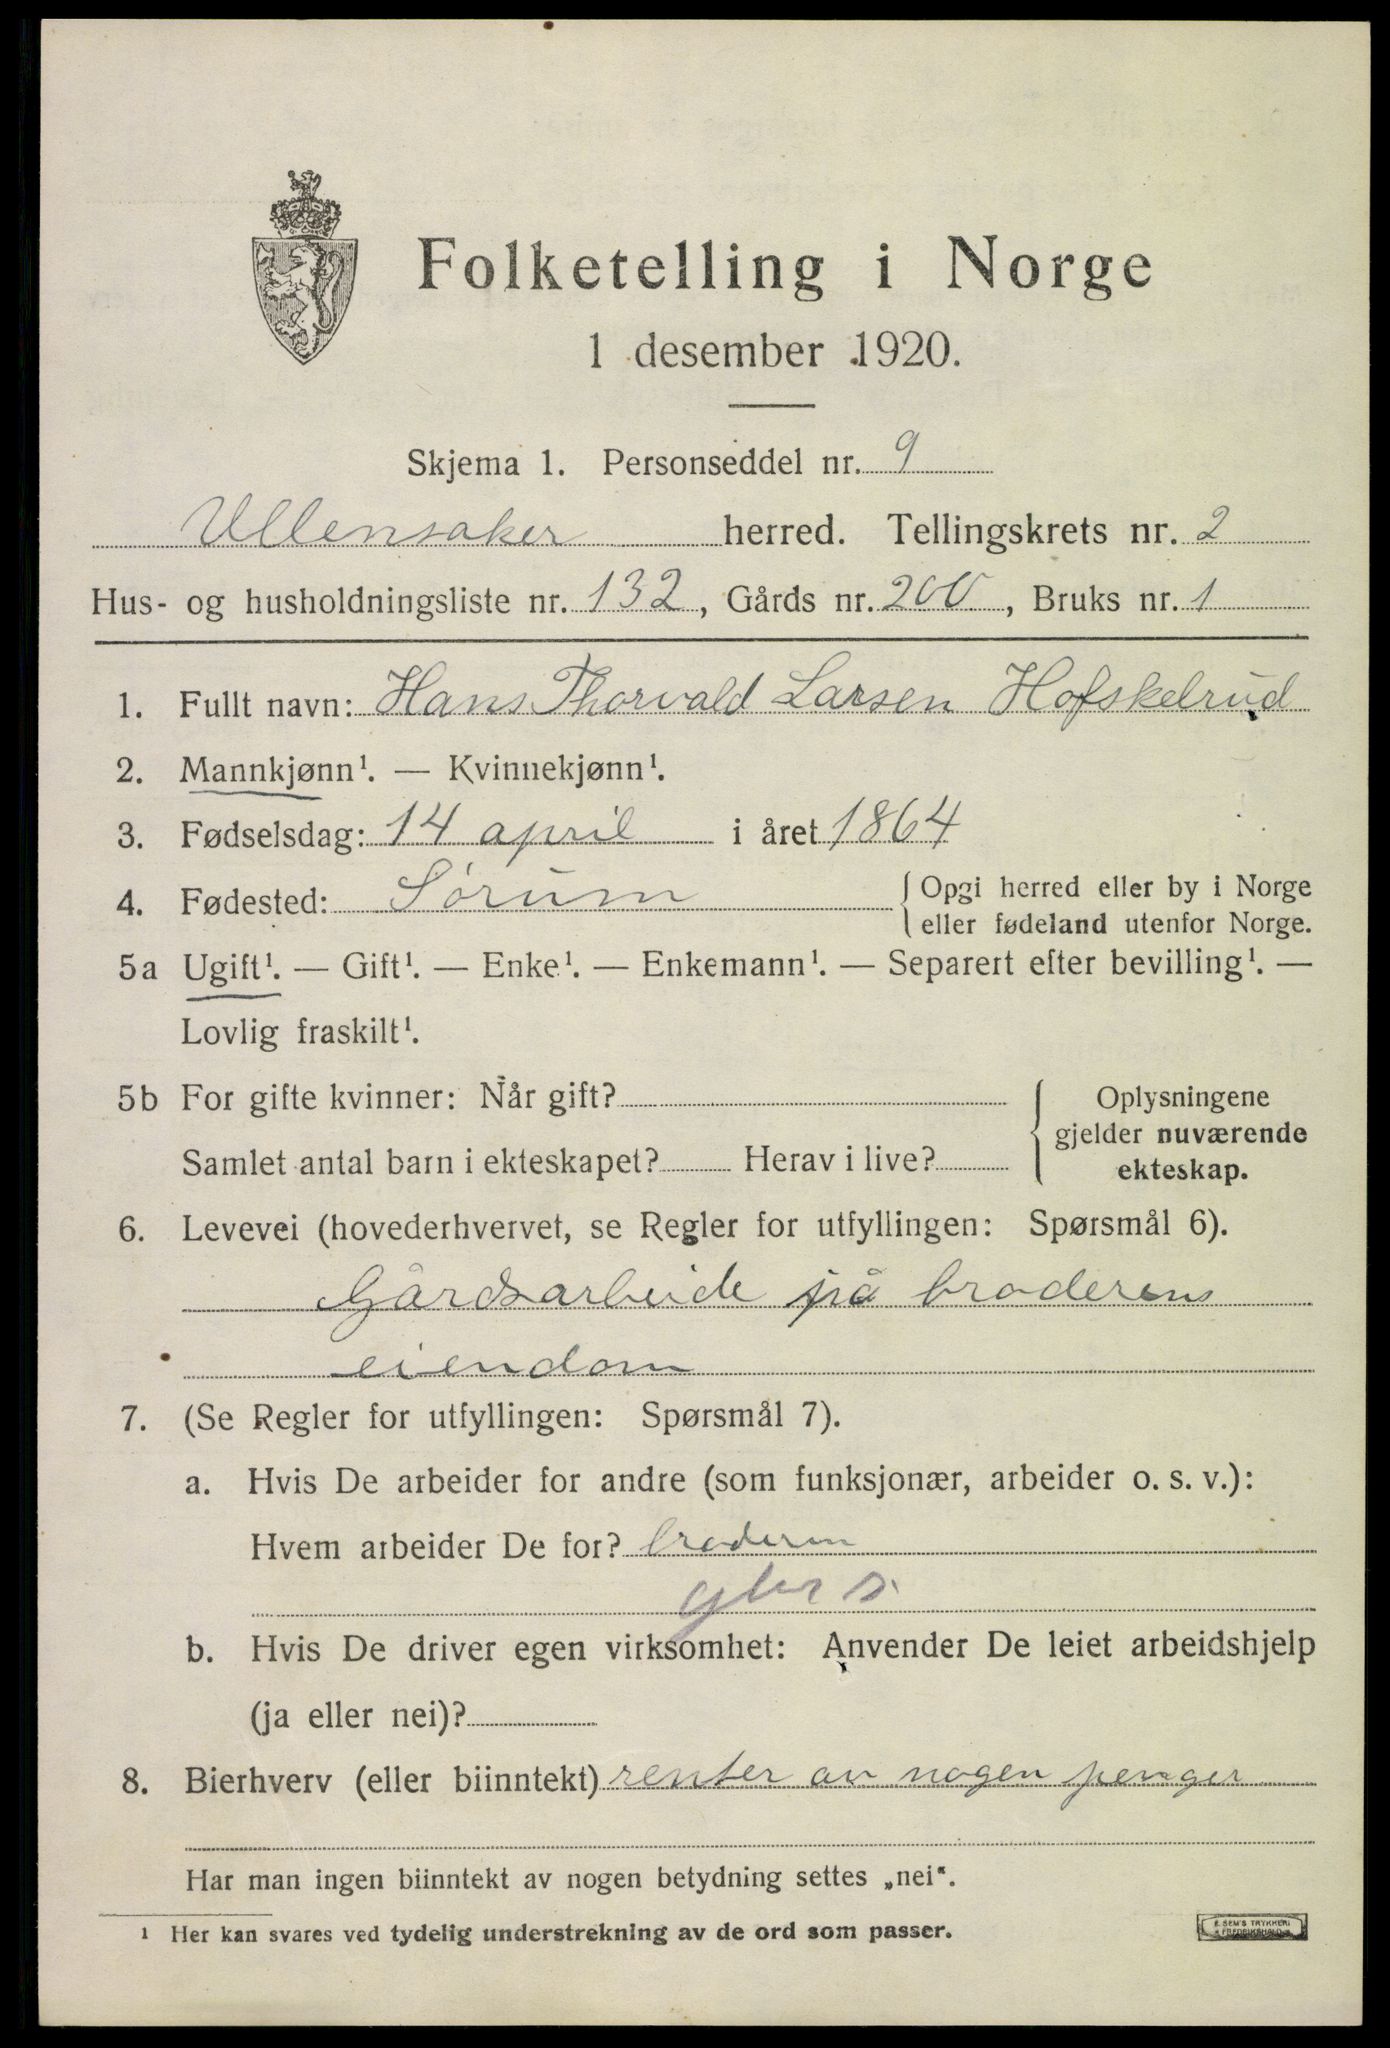 Folketelling i Norge
1 desember 1920.
Skjema 1. Personseddel nr. 9
Ullensaker herred. Tellingskrets nr. 2
Hus- og husholdningsliste nr. 132, Gårds nr. 200, Bruks nr. 1
1. Fullt navn: Hans Thorvald Larsen Hofskelrud
2. Mannkjønn¹. — Kvinnekjønn¹.
3. Fødselsdag: 14 april i året 1864
4. Fødested: Sørum { Opgi herred eller by i Norge
eller fødeland utenfor Norge.
5a Ugift¹. — Gift¹. — Enke¹. — Enkemann¹. — Separert efter bevilling¹. —
Lovlig fraskilt¹.
5b For gifte kvinner: Når gift?
Samlet antal barn i ekteskapet? Herav i live?
Oplysningene
gjelder nuværende
ekteskap.
6. Levevei (hovederhvervet, se Regler for utfyllingen: Spørsmål 6).
Gårdsarbeide på broderens
eiendom
7. (Se Regler for utfyllingen: Spørsmål 7).
a. Hvis De arbeider for andre (som funksjonær, arbeider o. s. v.):
Hvem arbeider De for? broderen
b. Hvis De driver egen virksomhet: Anvender De leiet arbeidshjelp
(ja eller nei)?
8. Bierhverv (eller biinntekt) renter av nogen penger
Har man ingen biinntekt av nogen betydning settes „nei“.
¹ Her kan svares ved tydelig understrekning av de ord som passer.
E. SEM'S TRYKKERI
FREDRIKSHALD